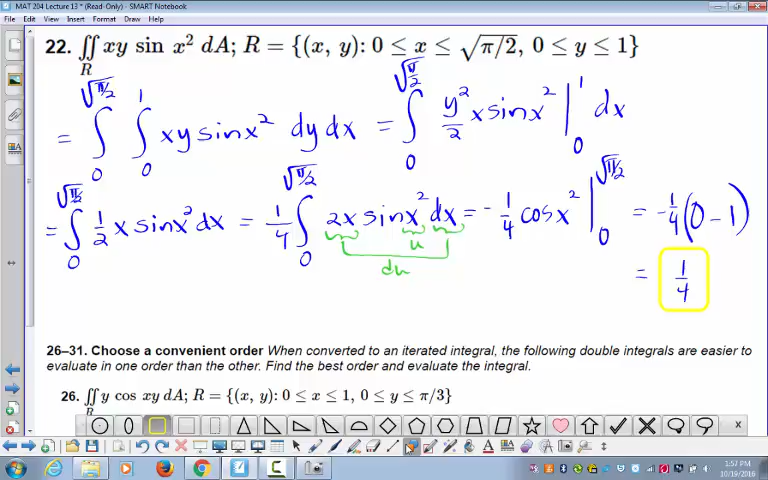 MAT 204 Lecture 13 * (Read-Only) - SMART Notebook
File Edit View Insert Format Draw Help
22. ∬_R xy sin x² dA; R = {(x, y): 0 ≤ x ≤ √π/2, 0 ≤ y ≤ 1}
= ∫_0^√π/2 ∫_0^1 xy sin x² dy dx = ∫_0^√π/2 y²/2 x sin x² |_0^1 dx
= ∫_0^√π/2 1/2 x sin x² dx = 1/4 ∫_0^√π/2 2x sin x² dx = -1/4 cos x² |_0^√π/2 = -1/4 (0 - 1)
u
du
= 1/4
26–31. Choose a convenient order When converted to an iterated integral, the following double integrals are easier to
evaluate in one order than the other. Find the best order and evaluate the integral.
26. ∬_R y cos xy dA; R = {(x, y): 0 ≤ x ≤ 1, 0 ≤ y ≤ π/3}
1:57 PM
10/19/2016